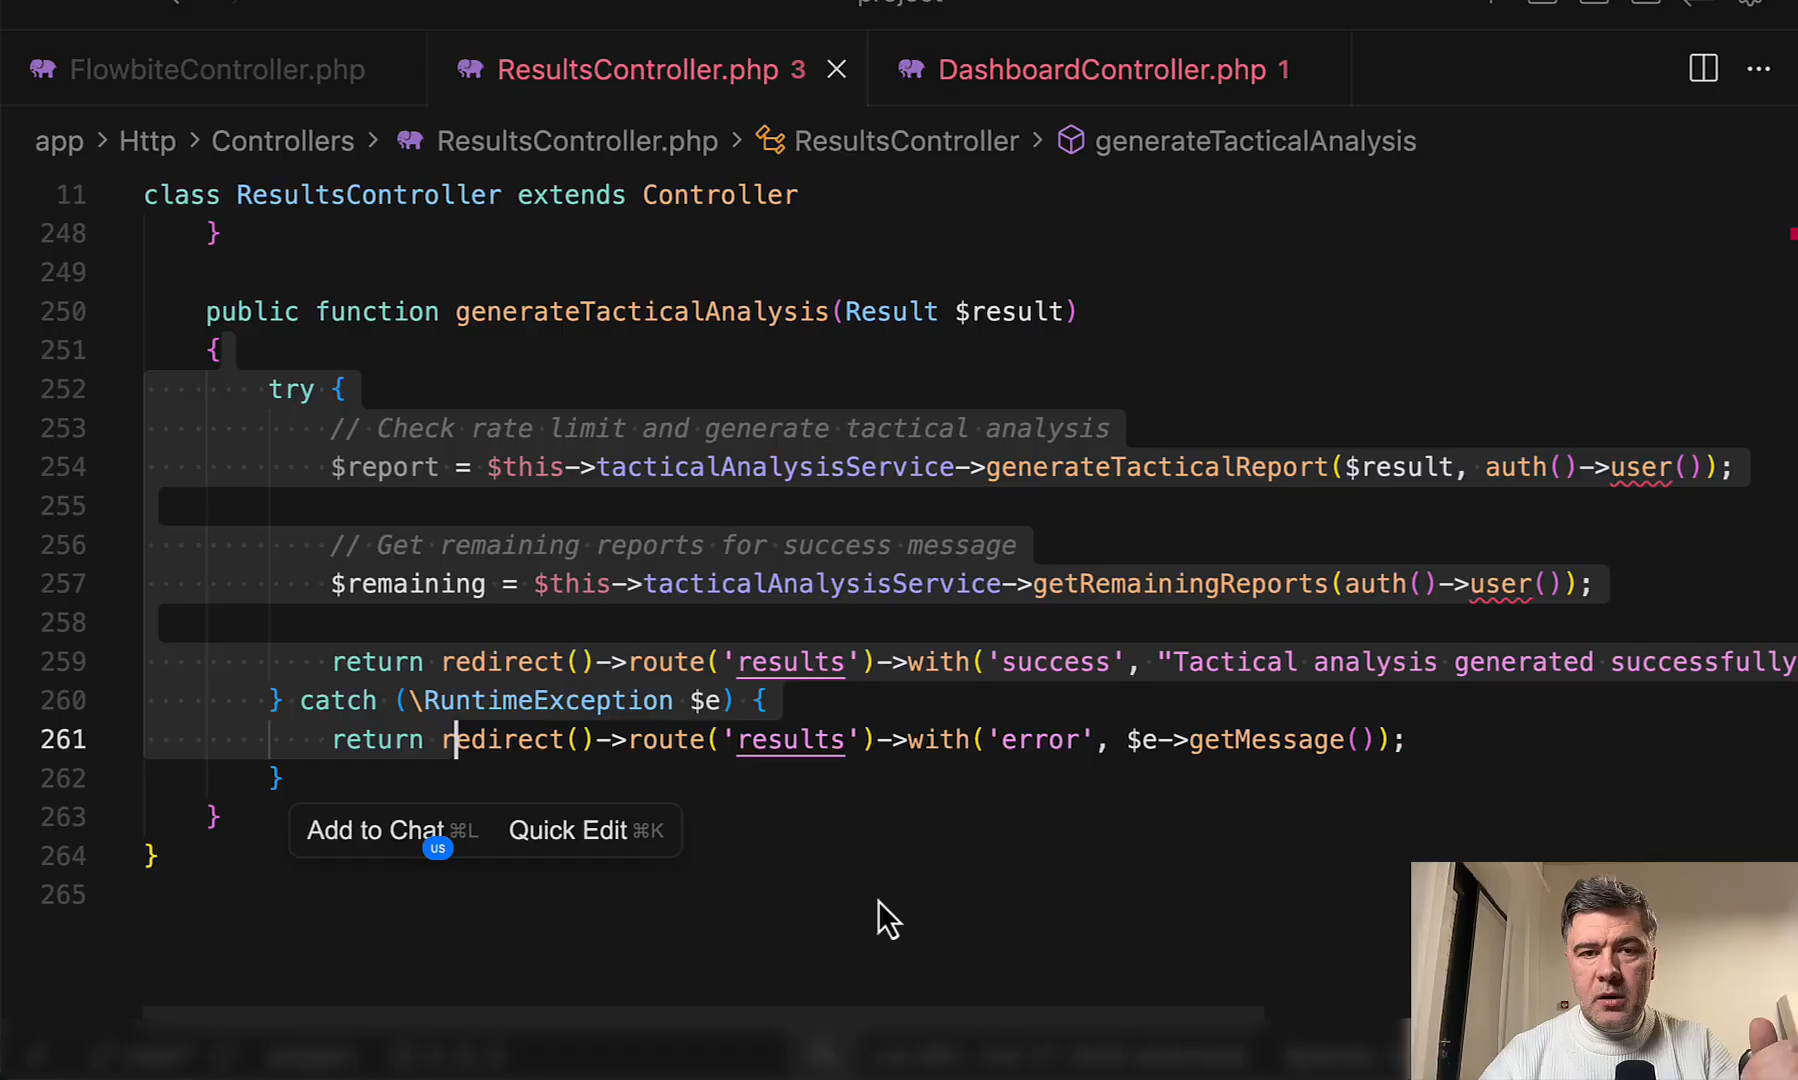 project
FlowbiteController.php ResultsController.php 3 DashboardController.php 1
app > Http > Controllers > ResultsController.php > ResultsController > generateTacticalAnalysis
11 class ResultsController extends Controller
248 }
249
250 public function generateTacticalAnalysis(Result $result)
251 {
252 try {
253 // Check rate limit and generate tactical analysis
254 $report = $this->tacticalAnalysisService->generateTacticalReport($result, auth()->user());
255
256 // Get remaining reports for success message
257 $remaining = $this->tacticalAnalysisService->getRemainingReports(auth()->user());
258
259 return redirect()->route('results')->with('success', "Tactical analysis generated successfully
260 } catch (\RuntimeException $e) {
261 return redirect()->route('results')->with('error', $e->getMessage());
262 }
263 }
Add to Chat ⌘L Quick Edit ⌘K
US
264 }
265